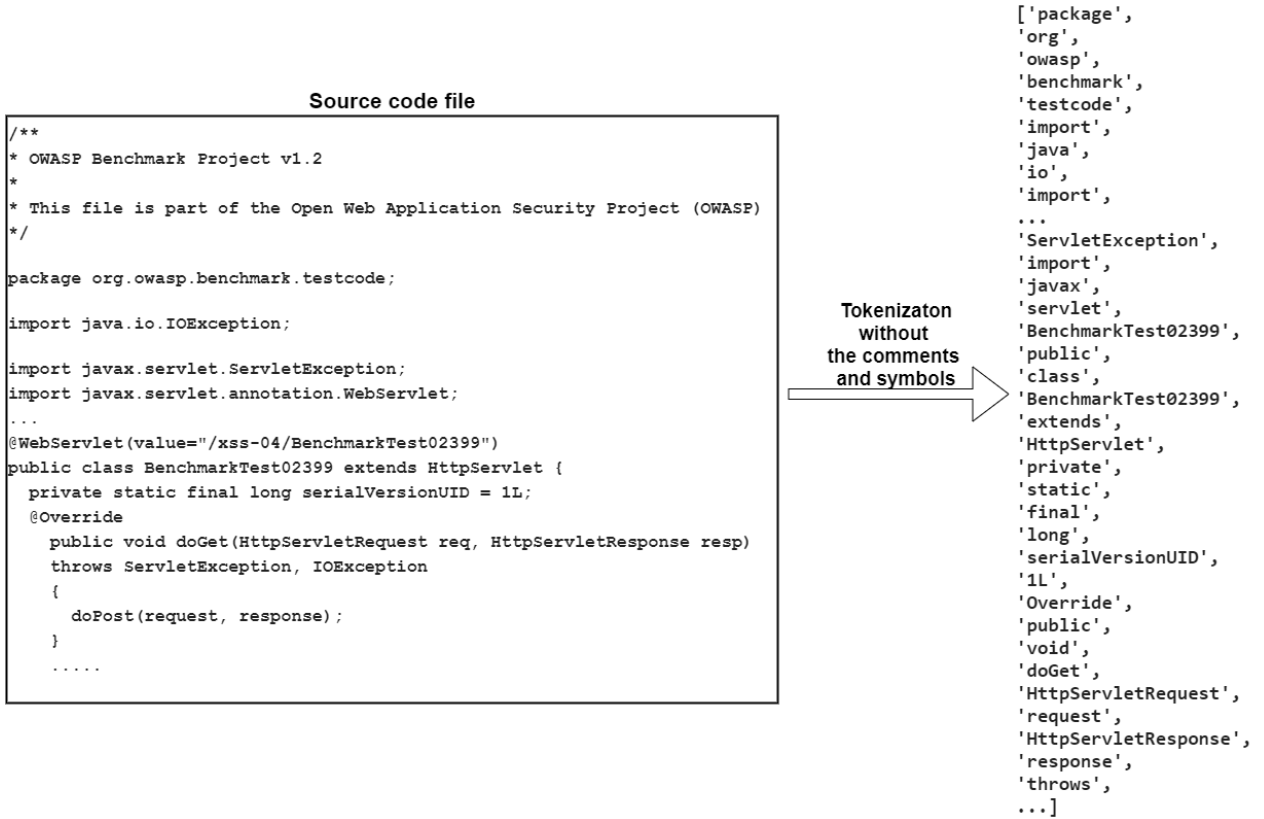 Source code file
/**
* OWASP Benchmark Project v1.2
*
* This file is part of the Open Web Application Security Project (OWASP)
*/
package org.owasp.benchmark.testcode;
import java.io.IOException;
import javax.servlet.ServletException;
import javax.servlet.annotation.WebServlet;
...
@WebServlet(value="/xss-04/BenchmarkTest02399")
public class BenchmarkTest02399 extends HttpServlet {
private static final long serialVersionUID = 1L;
@Override
public void doGet(HttpServletRequest req, HttpServletResponse resp)
throws ServletException, IOException
{
doPost(request, response);
}
.....
Tokenizaton
without
the comments
and symbols
['package',
'org',
'owasp',
'benchmark',
'testcode',
'import',
'java',
'io',
'import',
...
'ServletException',
'import',
'javax',
'servlet',
'BenchmarkTest02399',
'public',
'class',
'BenchmarkTest02399',
'extends',
'HttpServlet',
'private',
'static',
'final',
'long',
'serialVersionUID',
'1L',
'Override',
'public',
'void',
'doGet',
'HttpServletRequest',
'request',
'HttpServletResponse',
'response',
'throws',
...]